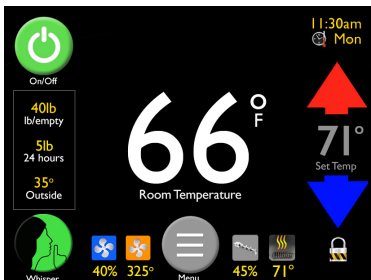 11:30am
Mon
On/Off
40lb
lb/empty
5lb
24 hours
35°
Outside
66°F
Room Temperature
71°
Set Temp
Whisper
40%
325°
Menu
45%
71°